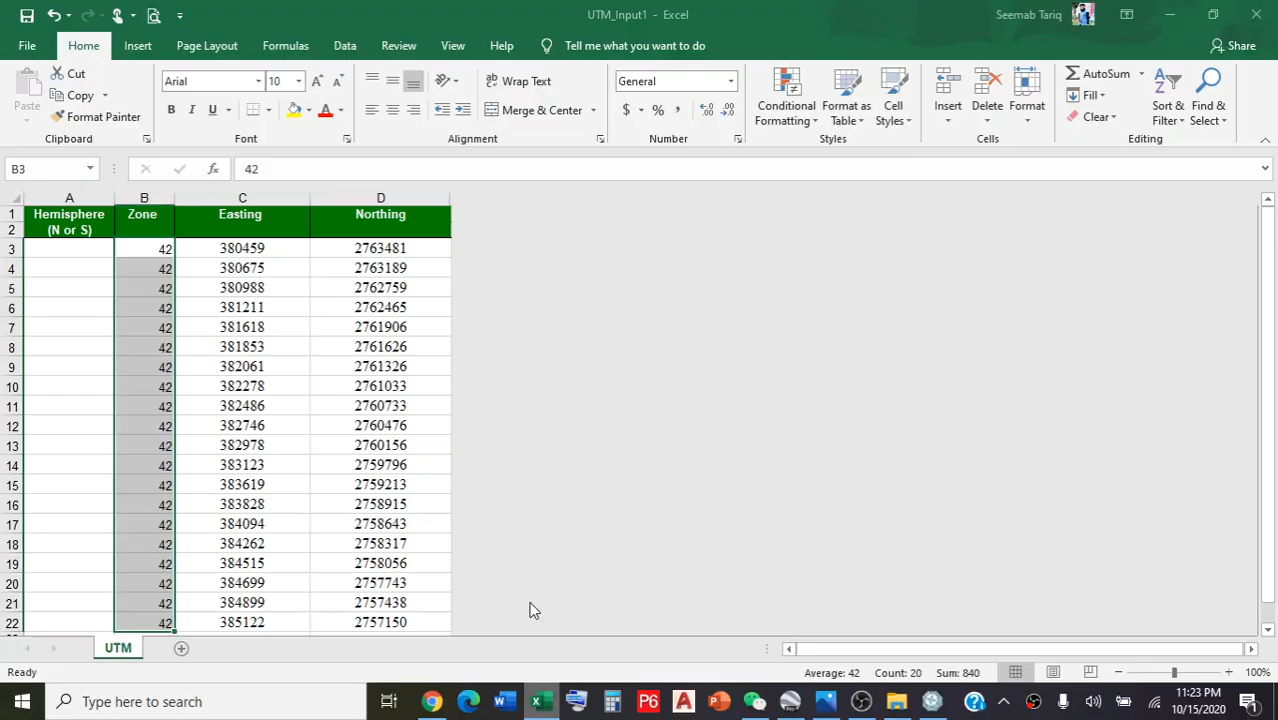 UTM_Input1 - Excel
Seemab Tariq
File Home Insert Page Layout Formulas Data Review View Help Tell me what you want to do Share
Paste
Cut
Copy
Format Painter
Clipboard
Arial 10
B I U
Font
Wrap Text
Merge & Center
Alignment
General
$ % ,
Number
Conditional Formatting
Format as Table
Cell Styles
Styles
Insert Delete Format
Cells
AutoSum
Fill
Clear
Sort & Filter
Find & Select
Editing
B3 fx 42
A B C D
1 Hemisphere Zone Easting Northing
2 (N or S)
3 42 380459 2763481
4 42 380675 2763189
5 42 380988 2762759
6 42 381211 2762465
7 42 381618 2761906
8 42 381853 2761626
9 42 382061 2761326
10 42 382278 2761033
11 42 382486 2760733
12 42 382746 2760476
13 42 382978 2760156
14 42 383123 2759796
15 42 383619 2759213
16 42 383828 2758915
17 42 384094 2758643
18 42 384262 2758317
19 42 384515 2758056
20 42 384699 2757743
21 42 384899 2757438
22 42 385122 2757150
UTM
Ready Average: 42 Count: 20 Sum: 840 100%
Type here to search
P6
11:23 PM
10/15/2020